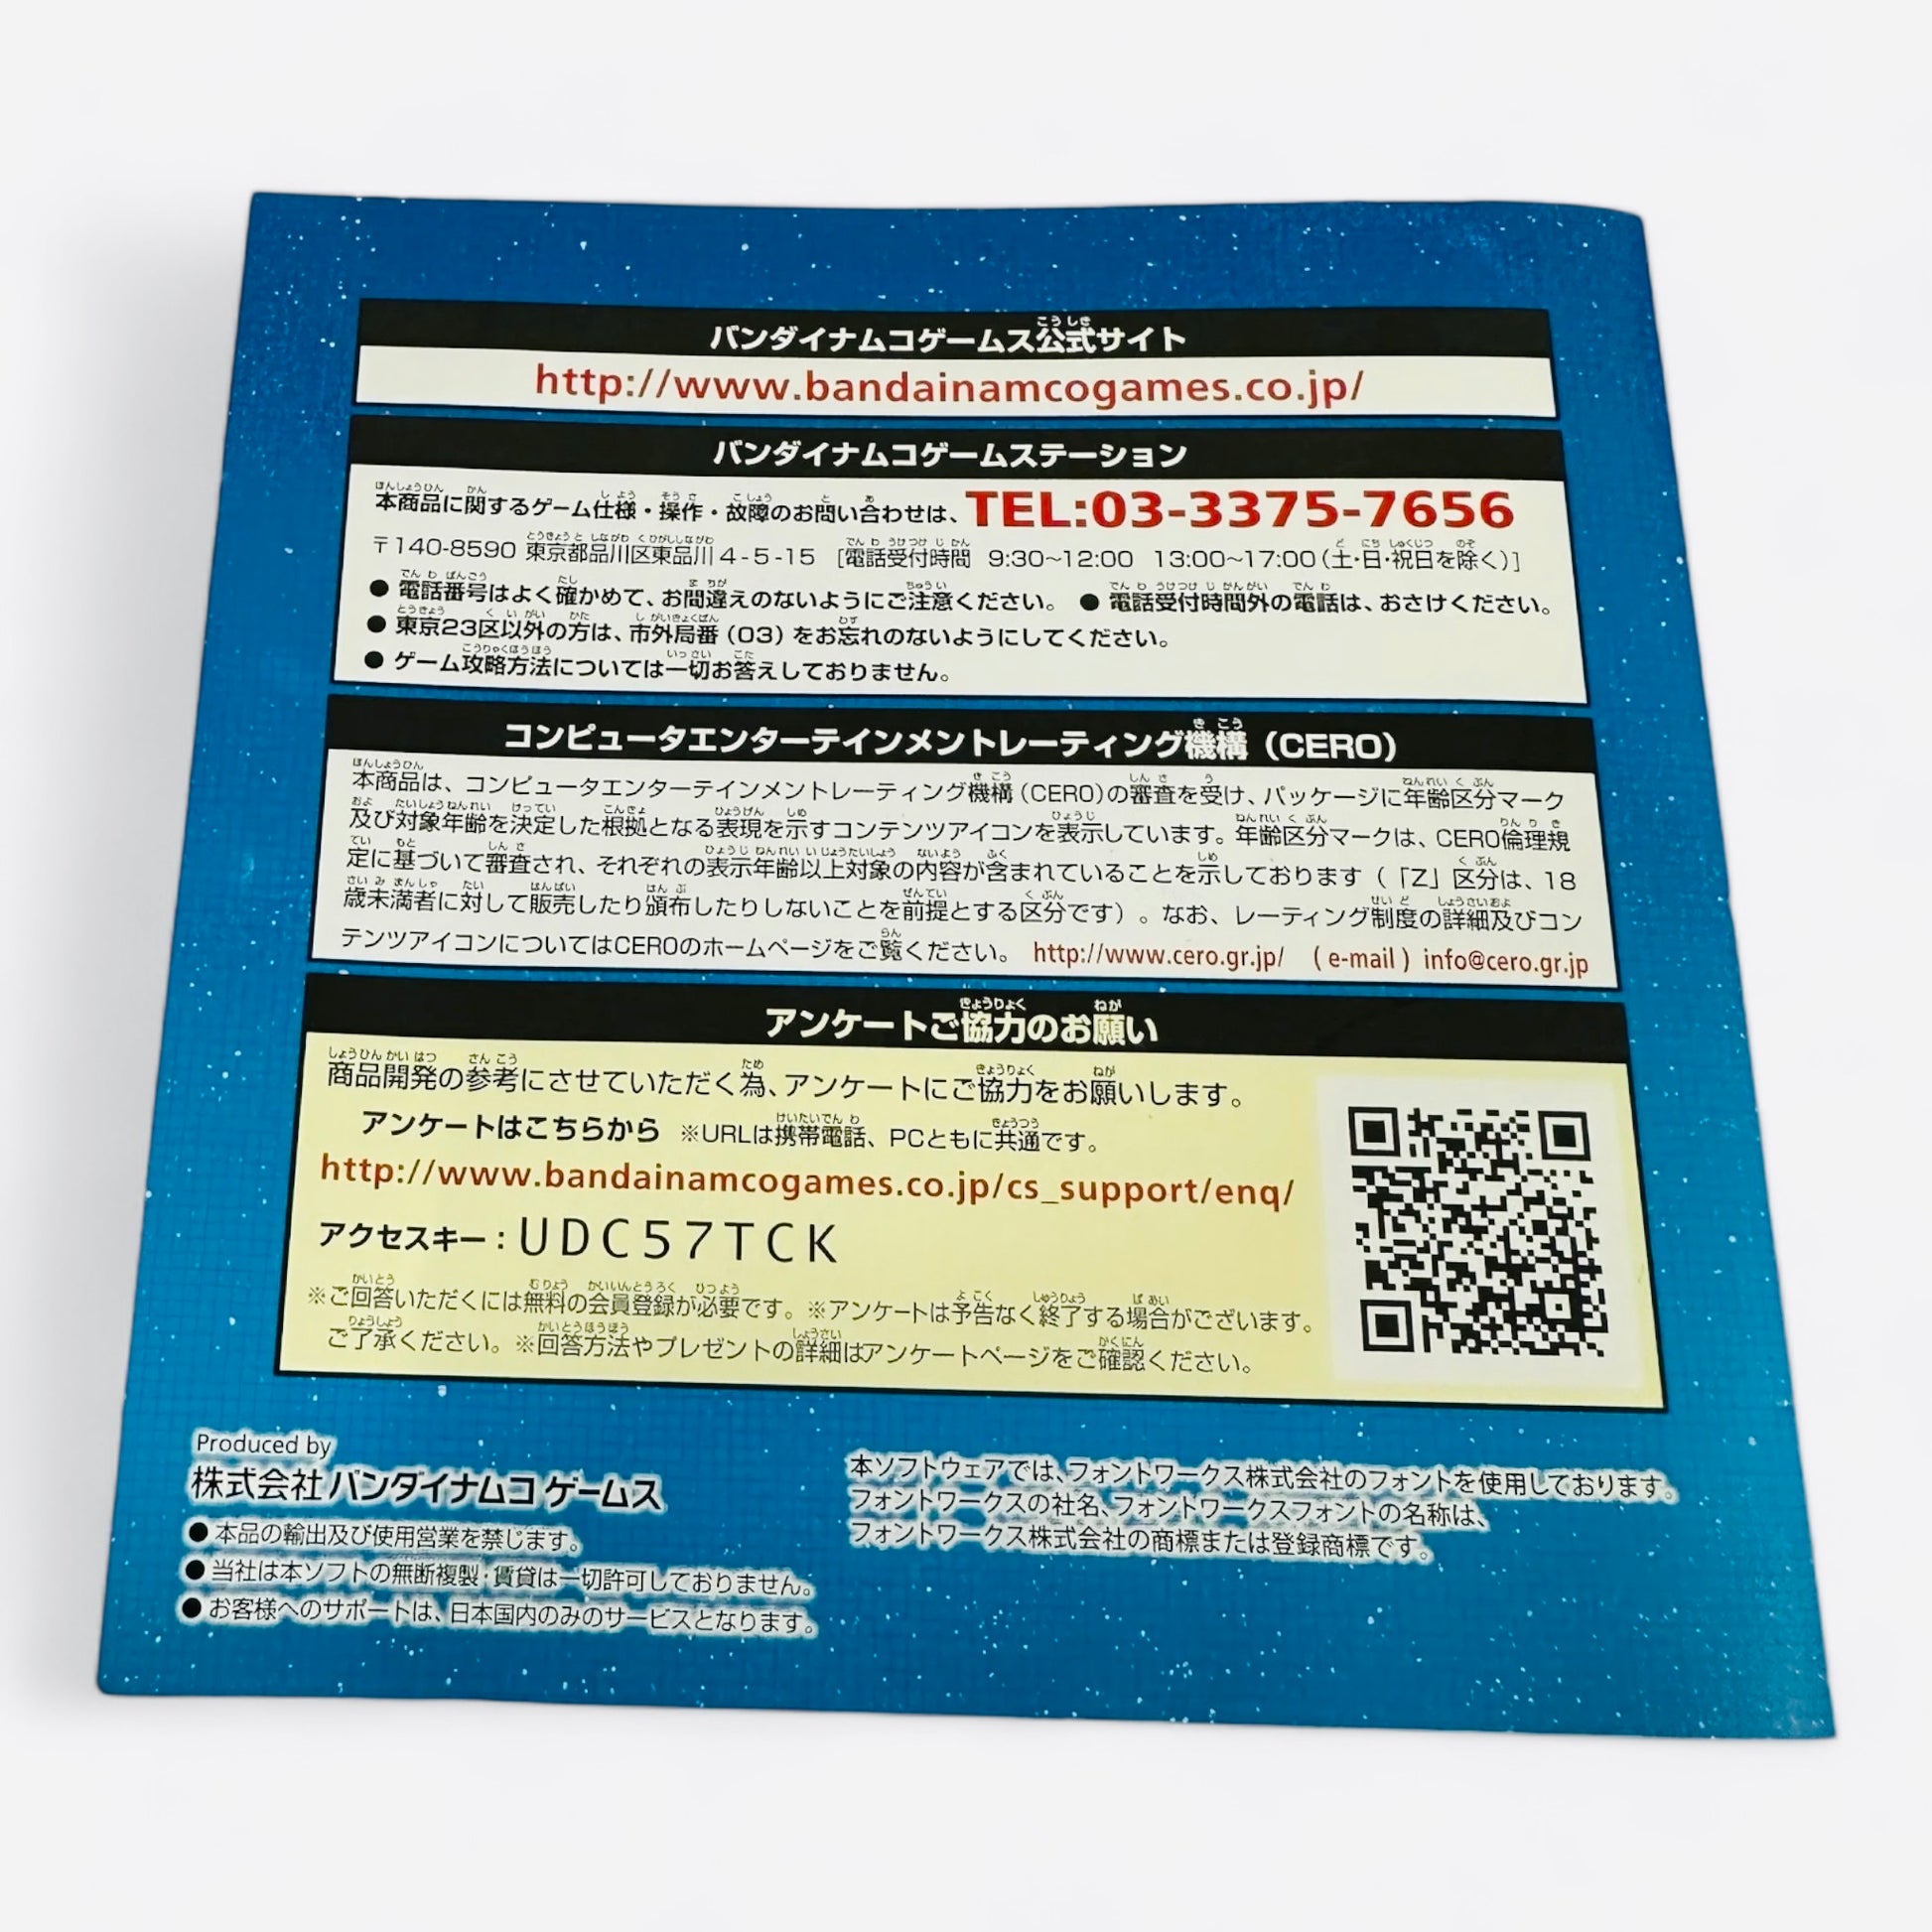 バンダイナムコゲームス公式サイト
http://www.bandainamcogames.co.jp/
バンダイナムコゲームステーション
本商品に関するゲーム仕様・操作・故障のお問い合わせは、TEL:03-3375-7656
〒140-8590 東京都品川区東品川4-5-15 [電話受付時間 9:30~12:00 13:00~17:00(土・日・祝日を除く)]
●電話番号はよく確かめて、お間違えのないようにご注意ください。 ●電話受付時間外の電話は、おさけください。
●東京23区以外の方は、市外局番(03)をお忘れのないようにしてください。
●ゲーム攻略方法については一切お答えしておりません。
コンピュータエンターテインメントレーティング機構(CERO)
本商品は、コンピュータエンターテインメントレーティング機構(CERO)の審査を受け、パッケージに年齢区分マーク
及び対象年齢を決定した根拠となる表現を示すコンテンツアイコンを表示しています。年齢区分マークは、CERO倫理規
定に基づいて審査され、それぞれの表示年齢以上対象の内容が含まれていることを示しております(「Z」区分は、18
歳未満者に対して販売したり頒布したりしないことを前提とする区分です)。なお、レーティング制度の詳細及びコン
テンツアイコンについてはCEROのホームページをご覧ください。 http://www.cero.gr.jp/ (e-mail) info@cero.gr.jp
アンケートご協力のお願い
商品開発の参考にさせていただく為、アンケートにご協力をお願いします。
アンケートはこちらから ※URLは携帯電話、PCともに共通です。
http://www.bandainamcogames.co.jp/cs_support/enq/
アクセスキー:UDC57TCK
※ご回答いただくには無料の会員登録が必要です。※アンケートは予告なく終了する場合がございます。
ご了承ください。※回答方法やプレゼントの詳細はアンケートページをご確認ください。
Produced by
株式会社バンダイナムコゲームス
●本品の輸出及び使用営業を禁じます。
●当社は本ソフトの無断複製・賃貸は一切許可しておりません。
●お客様へのサポートは、日本国内のみのサービスとなります。
本ソフトウェアでは、フォントワークス株式会社のフォントを使用しております。
フォントワークスの社名、フォントワークスフォントの名称は、
フォントワークス株式会社の商標または登録商標です。